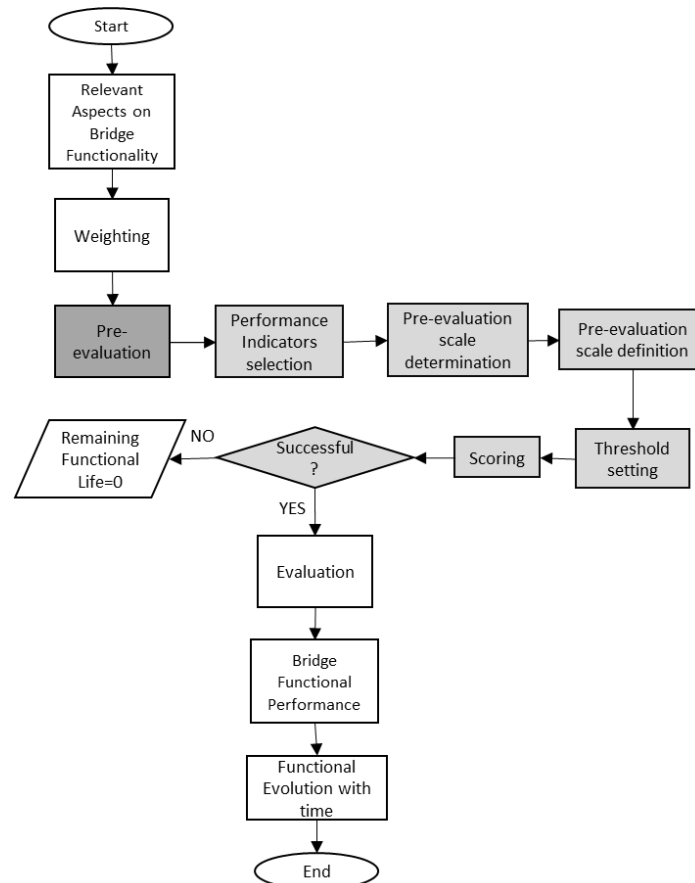 Start
Relevant
Aspects on
Bridge
Functionality
Weighting
Pre-
evaluation
Performance
Indicators
selection
Pre-evaluation
scale
determination
Pre-evaluation
scale definition
Threshold
setting
Scoring
Successful
?
NO
Remaining
Functional
Life=0
YES
Evaluation
Bridge
Functional
Performance
Functional
Evolution with
time
End